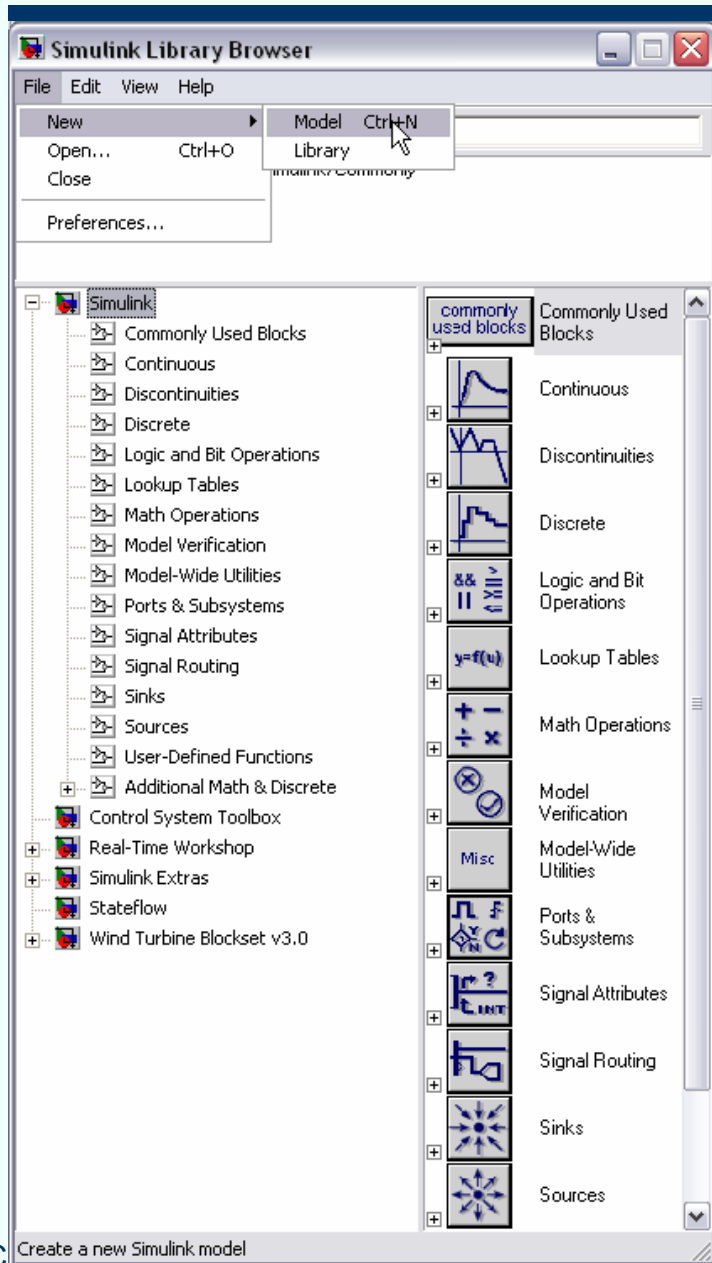 Simulink Library Browser
File Edit View Help
New
Model Ctrl+N
Open... Ctrl+O
Library
Close
Preferences...
Simulink
Commonly Used Blocks
Continuous
Discontinuities
Discrete
Logic and Bit Operations
Lookup Tables
Math Operations
Model Verification
Model-Wide Utilities
Ports & Subsystems
Signal Attributes
Signal Routing
Sinks
Sources
User-Defined Functions
Additional Math & Discrete
Control System Toolbox
Real-Time Workshop
Simulink Extras
Stateflow
Wind Turbine Blockset v3.0
commonly
used blocks
Commonly Used
Blocks
Continuous
Discontinuities
Discrete
&& > =
|| >= <=
Logic and Bit
Operations
y=f(u)
Lookup Tables
+ −
÷ ×
Math Operations
Model
Verification
Misc
Model-Wide
Utilities
Y
N
Ports &
Subsystems
?
t INT
Signal Attributes
Signal Routing
Sinks
Sources
Create a new Simulink model